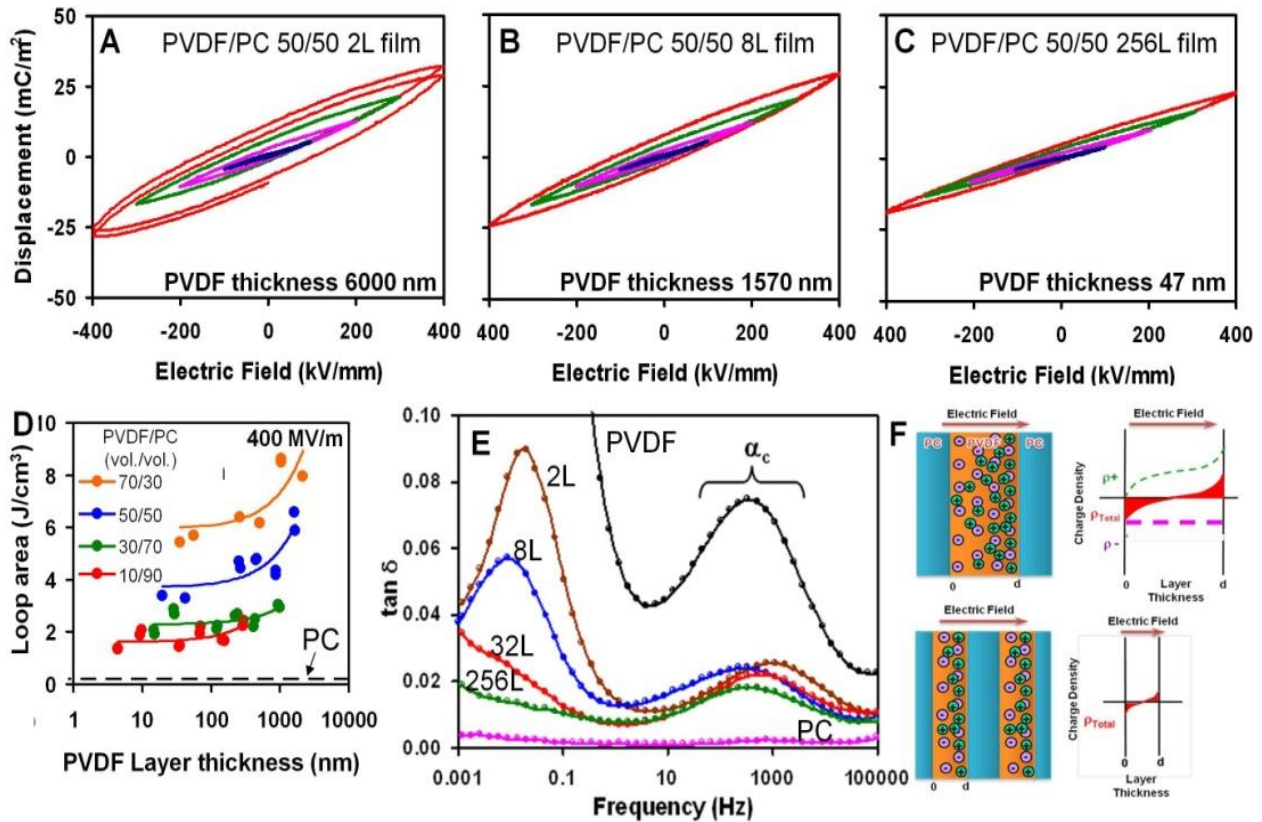 A PVDF/PC 50/50 2L film
B PVDF/PC 50/50 8L film
C PVDF/PC 50/50 256L film
50
25
0
-25
-50
Displacement (mC/m²)
PVDF thickness 6000 nm
PVDF thickness 1570 nm
PVDF thickness 47 nm
-400 -200 0 200 400
400 -200 0 200 400
400 -200 0 200 400
Electric Field (kV/mm)
Electric Field (kV/mm)
Electric Field (kV/mm)
D
400 MV/m
PVDF/PC
(vol./vol.)
70/30
50/50
30/70
10/90
PC
10
8
6
4
2
0
Loop area (J/cm³)
1 10 100 1000 10000
PVDF Layer thickness (nm)
E
PVDF
αc
2L
8L
32L
256L
PC
0.10
0.08
0.06
0.04
0.02
0.00
tan δ
0.001 0.1 10 1000 100000
Frequency (Hz)
F
Electric Field
PC PVDF PC
0 d
Electric Field
Charge Density
ρ+
ρTotal
ρ -
0 Layer d
Thickness
Electric Field
0 d
Electric Field
Charge Density
ρTotal
0 d
Layer
Thickness